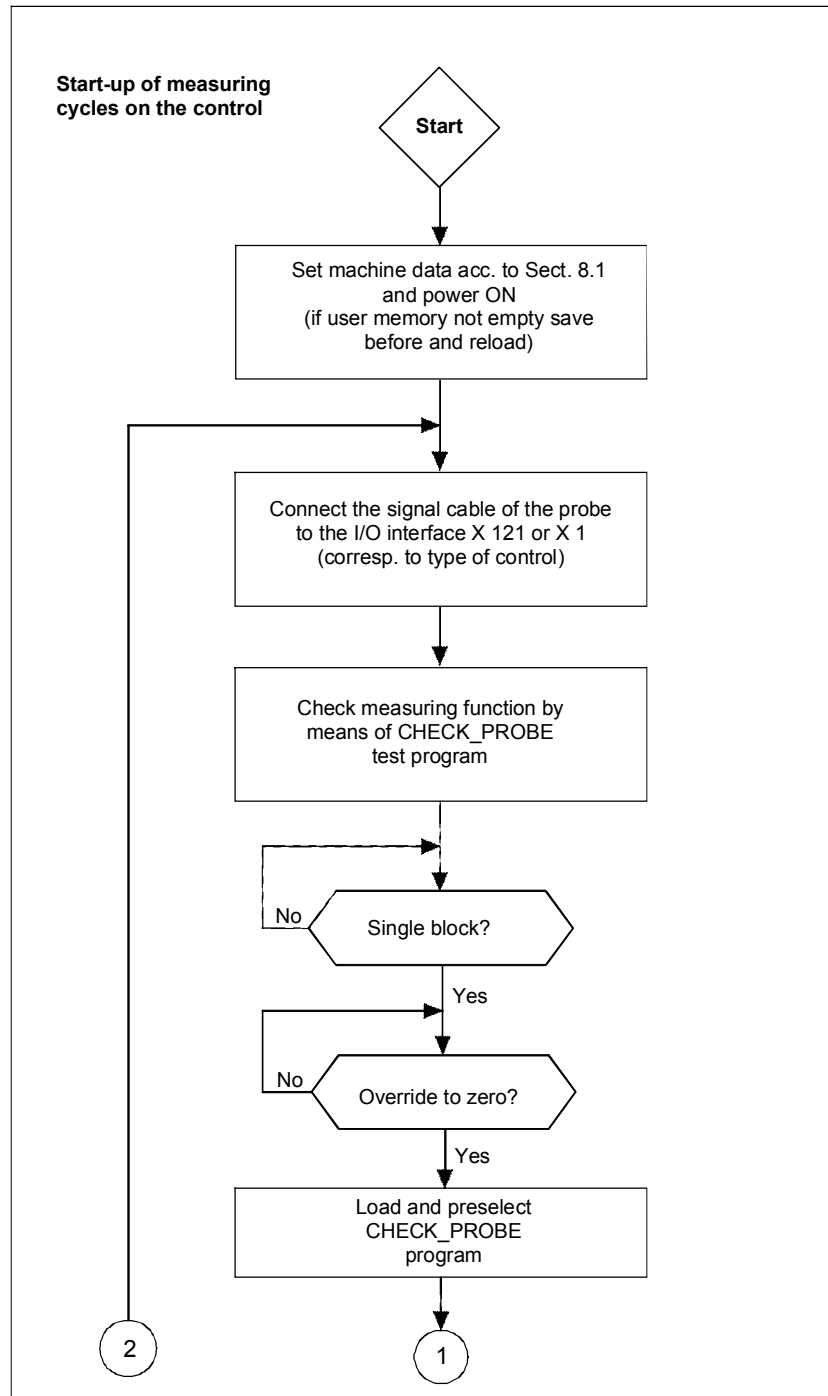 Start-up of measuring
cycles on the control
Start
Set machine data acc. to Sect. 8.1
and power ON
(if user memory not empty save
before and reload)
Connect the signal cable of the probe
to the I/O interface X 121 or X 1
(corresp. to type of control)
Check measuring function by
means of CHECK_PROBE
test program
No
Single block?
Yes
No
Override to zero?
Yes
Load and preselect
CHECK_PROBE
program
2
1